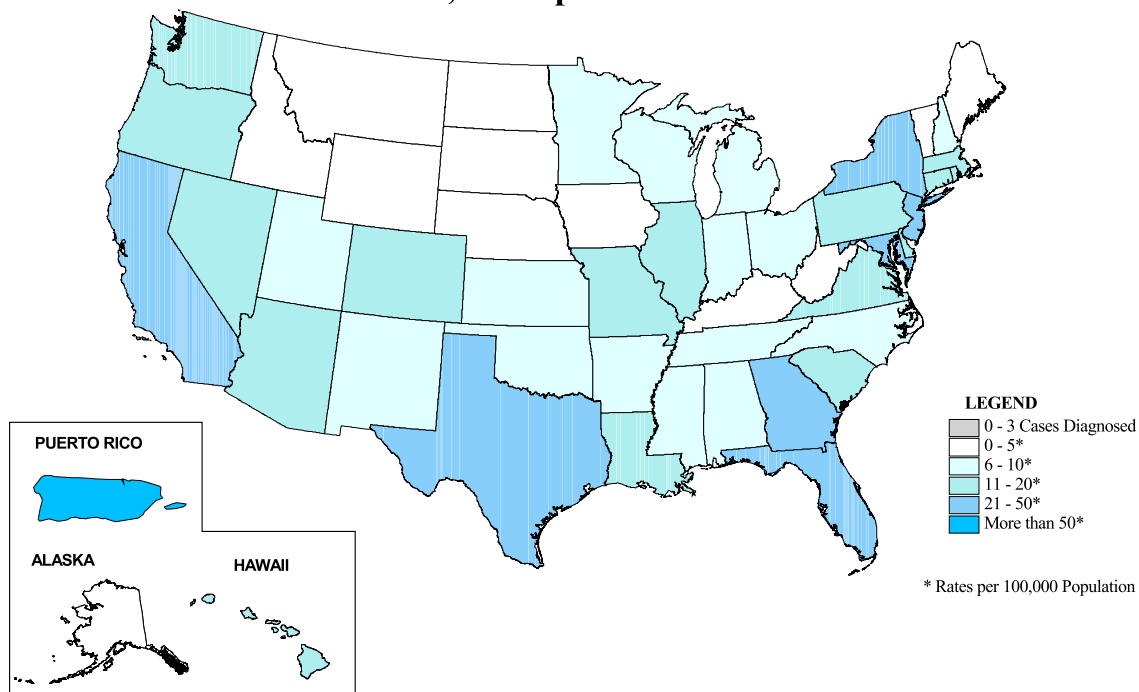 LEGEND
0 - 3 Cases Diagnosed
0 - 5*
6 - 10*
11 - 20*
21 - 50*
More than 50*
* Rates per 100,000 Population
PUERTO RICO
ALASKA
HAWAII